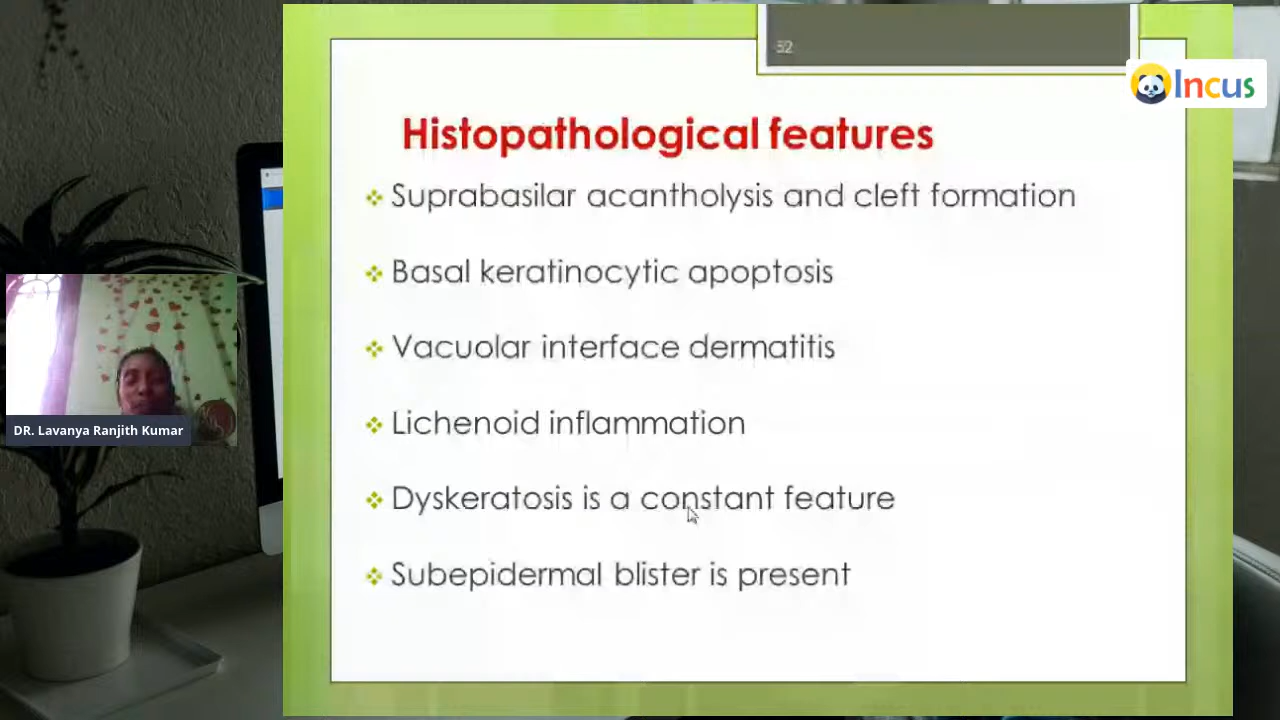 32
Incus
Histopathological features
Suprabasilar acantholysis and cleft formation
Basal keratinocytic apoptosis
Vacuolar interface dermatitis
Lichenoid inflammation
Dyskeratosis is a constant feature
Subepidermal blister is present
DR. Lavanya Ranjith Kumar